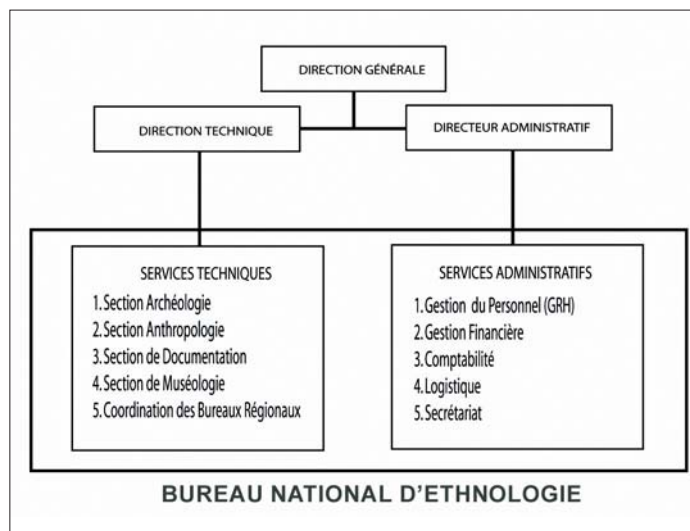 DIRECTION GÉNÉRALE
DIRECTION TECHNIQUE
DIRECTEUR ADMINISTRATIF
SERVICES TECHNIQUES
1.Section Archéologie
2.Section Anthropologie
3.Section de Documentation
4.Section de Muséologie
5.Coordination des Bureaux Régionaux
SERVICES ADMINISTRATIFS
1.Gestion du Personnel (GRH)
2.Gestion Financière
3.Comptabilité
4.Logistique
5.Secrétariat
BUREAU NATIONAL D'ETHNOLOGIE